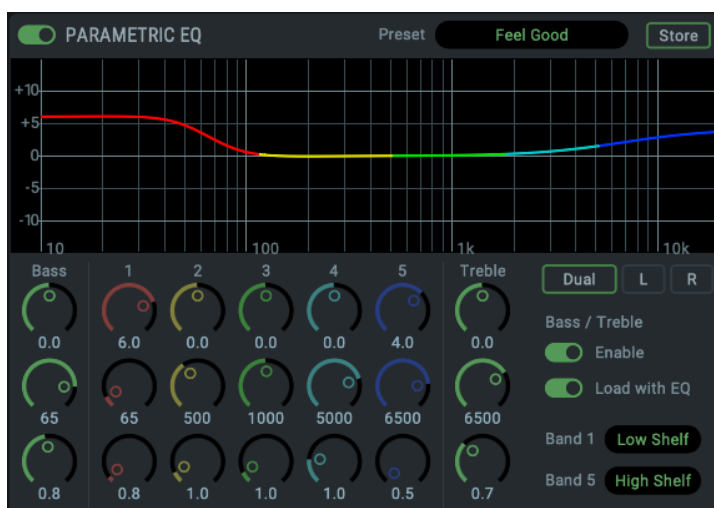 PARAMETRIC EQ Preset Feel Good Store
+10
+5
0
-5
-10
10 100 1k 10k
Bass 1 2 3 4 5 Treble
Dual L R
0.0 6.0 0.0 0.0 0.0 4.0 0.0
Bass / Treble
Enable
Load with EQ
65 65 500 1000 5000 6500 6500
Band 1 Low Shelf
Band 5 High Shelf
0.8 0.8 1.0 1.0 1.0 0.5 0.7